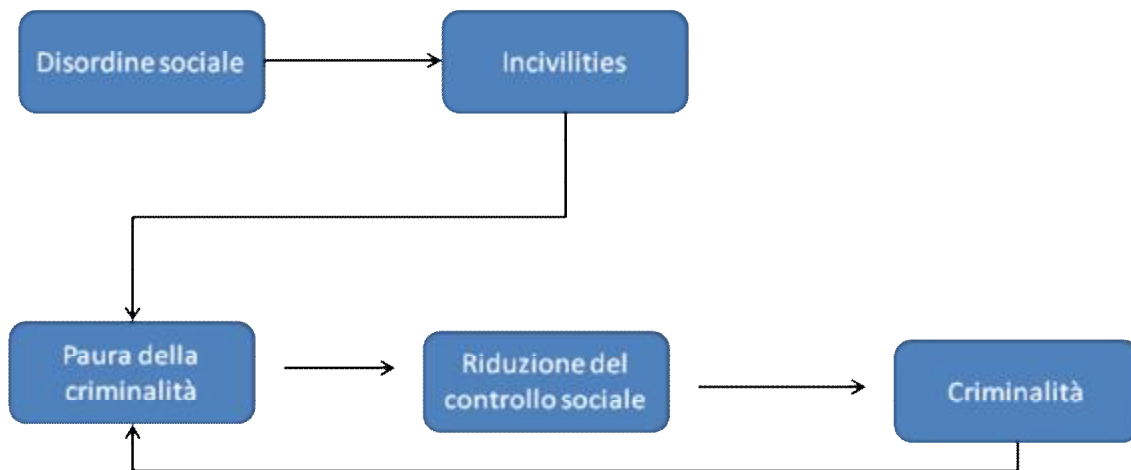 Disordine sociale
Incivilities
Paura della
criminalità
Riduzione del
controllo sociale
Criminalità